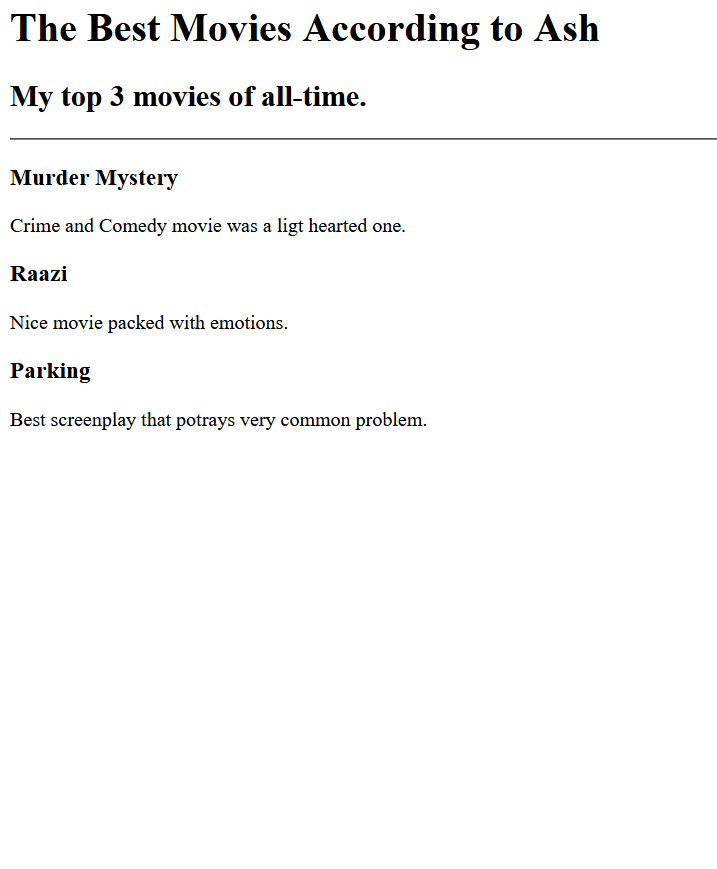 The Best Movies According to Ash
My top 3 movies of all-time.
Murder Mystery
Crime and Comedy movie was a ligt hearted one.
Raazi
Nice movie packed with emotions.
Parking
Best screenplay that potrays very common problem.